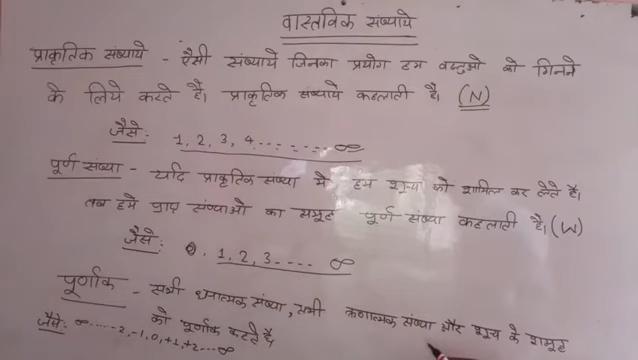 वास्तविक संख्याये
प्राकृतिक संख्याये - ऐसी संख्याये जिनका प्रयोग हम वस्तुओ को गिनने
के लिये करते है। प्राकृतिक संख्याये कहलाती है। (N)
जैसे:- 1, 2, 3, 4........∞
पूर्ण संख्या - यदि प्राकृतिक संख्या मे हम शून्य को शामिल कर लेते है।
तब हमे प्राप्त संख्याओ का समूह पूर्ण संख्या कहलाती है। (W)
जैसे:- 0, 1, 2, 3..... ∞
पूर्णाक - सभी धनात्मक संख्या, सभी ऋणात्मक संख्या और शून्य के समूह
को पूर्णाक कहते है,
जैसे: ∞.....-2, -1, 0, +1, +2...∞